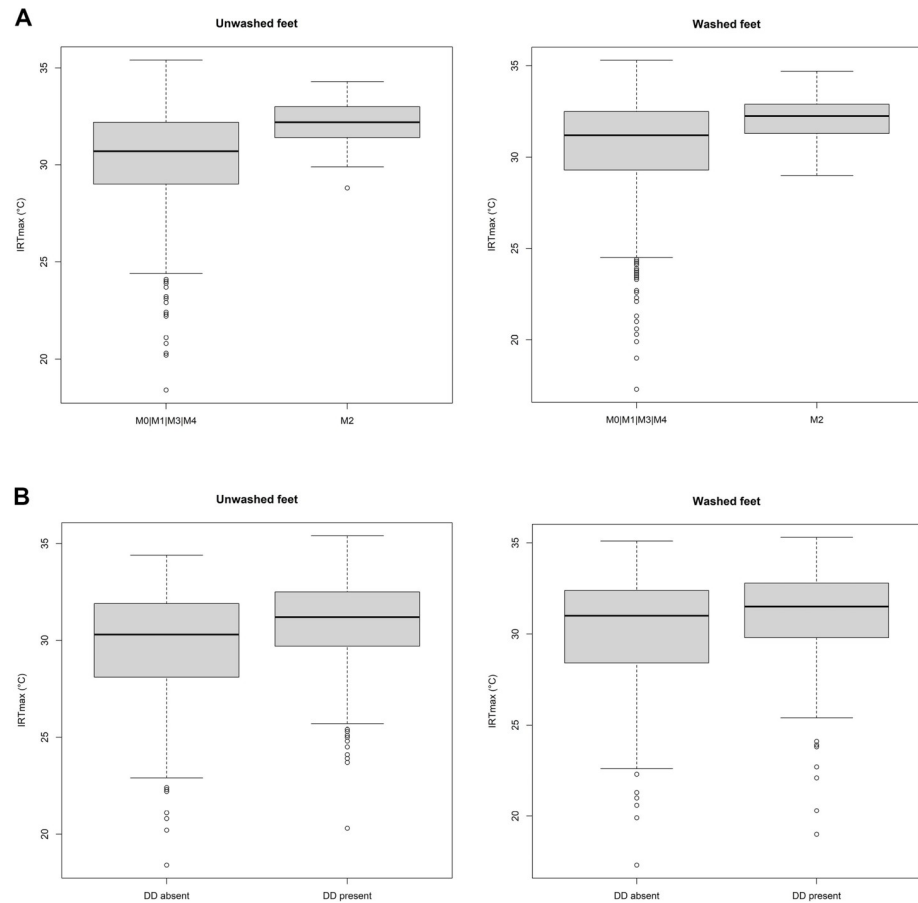 A
Unwashed feet
35
30
25
20
IRTmax (°C)
M0|M1|M3|M4
M2
Washed feet
35
30
25
20
IRTmax (°C)
M0|M1|M3|M4
M2
B
Unwashed feet
35
30
25
20
IRTmax (°C)
DD absent
DD present
Washed feet
35
30
25
20
IRTmax (°C)
DD absent
DD present